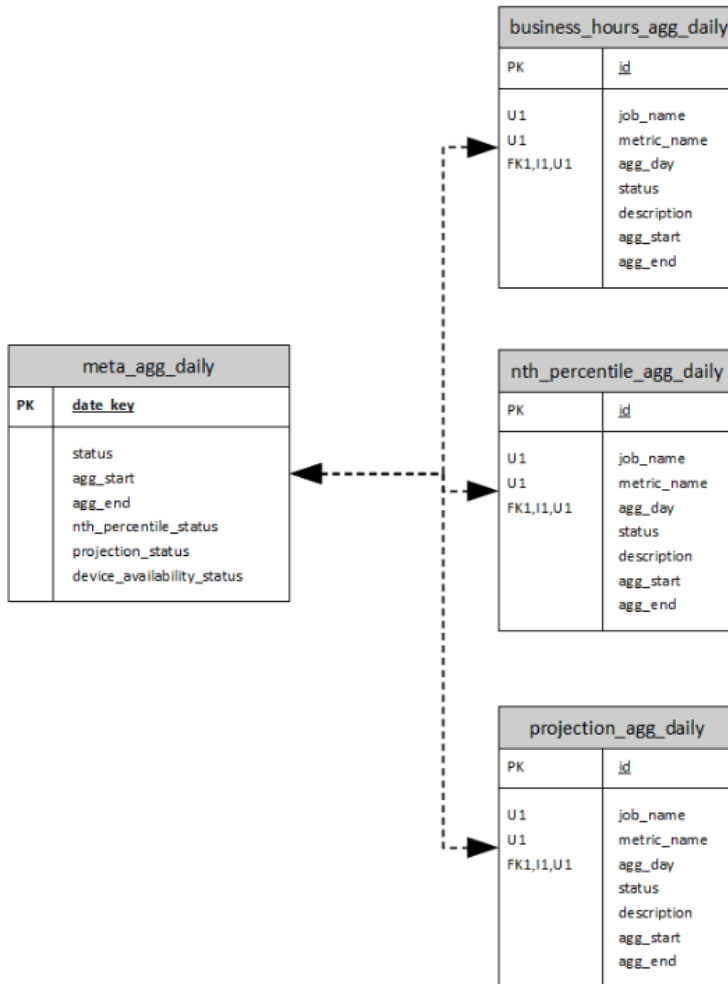 business_hours_agg_daily
PK id
U1 job_name
U1 metric_name
FK1,I1,U1 agg_day
status
description
agg_start
agg_end
meta_agg_daily
PK date_key
status
agg_start
agg_end
nth_percentile_status
projection_status
device_availability_status
nth_percentile_agg_daily
PK id
U1 job_name
U1 metric_name
FK1,I1,U1 agg_day
status
description
agg_start
agg_end
projection_agg_daily
PK id
U1 job_name
U1 metric_name
FK1,I1,U1 agg_day
status
description
agg_start
agg_end